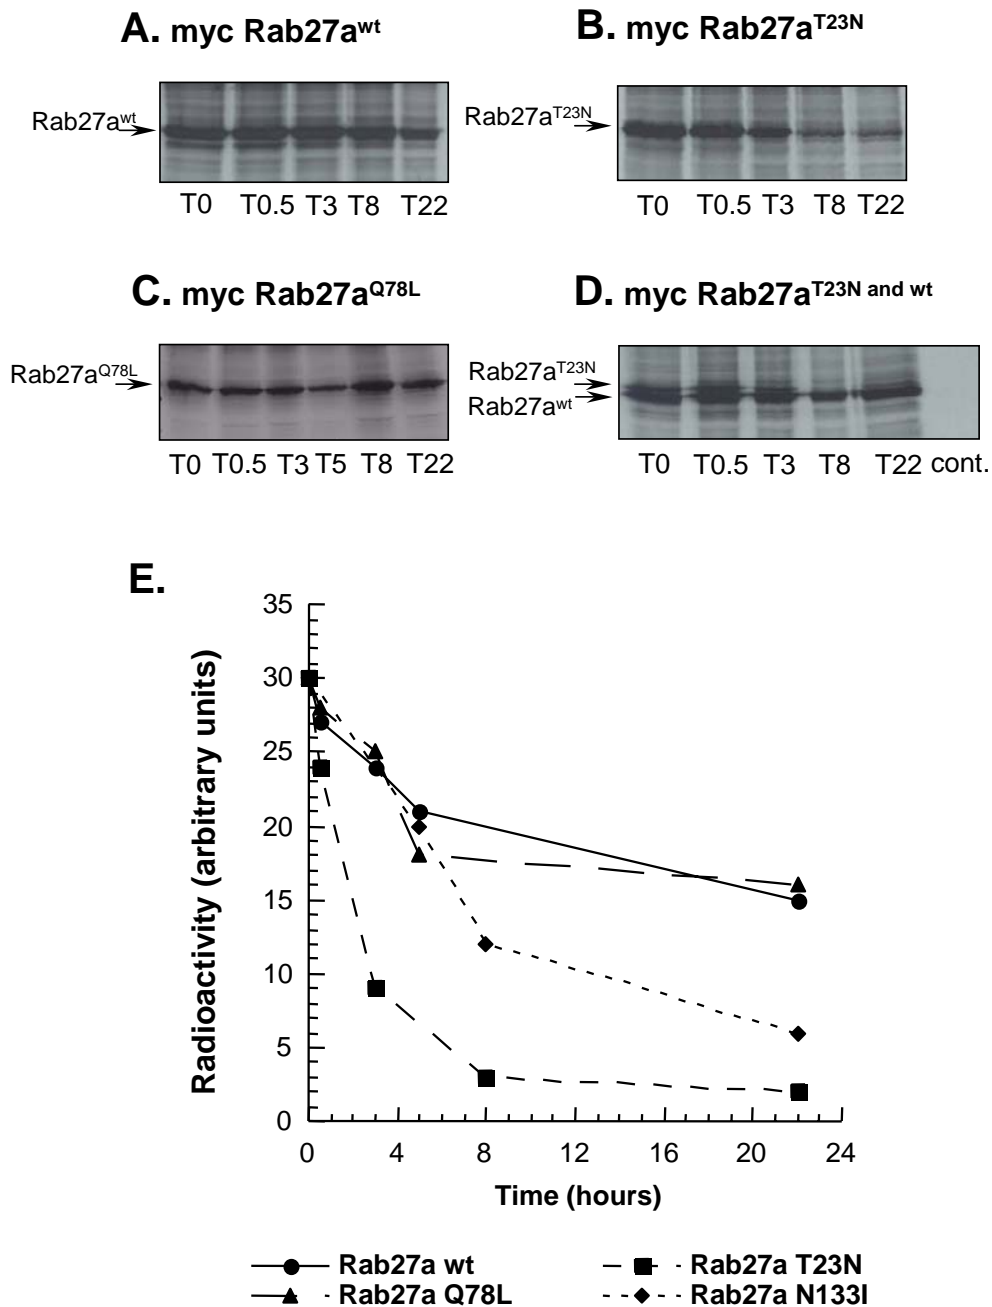 A. myc Rab27a^wt
B. myc Rab27a^T23N
Rab27a^wt
Rab27a^T23N
T0 T0.5 T3 T8 T22
T0 T0.5 T3 T8 T22
C. myc Rab27a^Q78L
D. myc Rab27a^T23N and wt
Rab27a^Q78L
Rab27a^T23N
Rab27a^wt
T0 T0.5 T3 T5 T8 T22
T0 T0.5 T3 T8 T22 cont.
E.
Radioactivity (arbitrary units)
35
30
25
20
15
10
5
0
0 4 8 12 16 20 24
Time (hours)
Rab27a wt
Rab27a T23N
Rab27a Q78L
Rab27a N133I